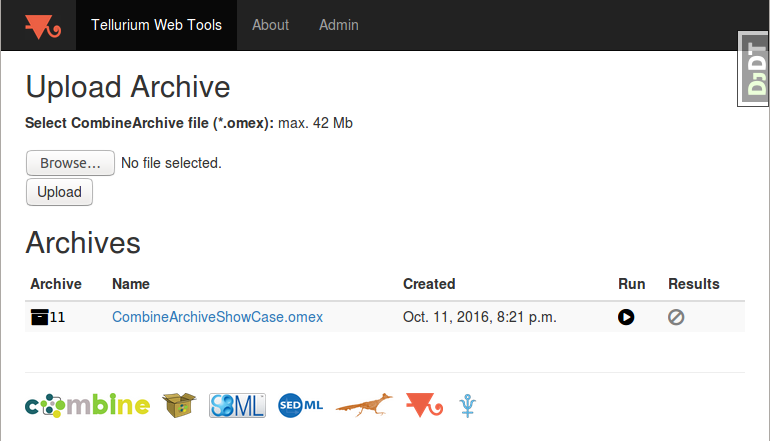 Tellurium Web Tools About Admin
DJDT
Upload Archive
Select CombineArchive file (*.omex): max. 42 Mb
Browse... No file selected.
Upload
Archives
Archive Name Created Run Results
11 CombineArchiveShowCase.omex Oct. 11, 2016, 8:21 p.m.
combine SBML SED ML